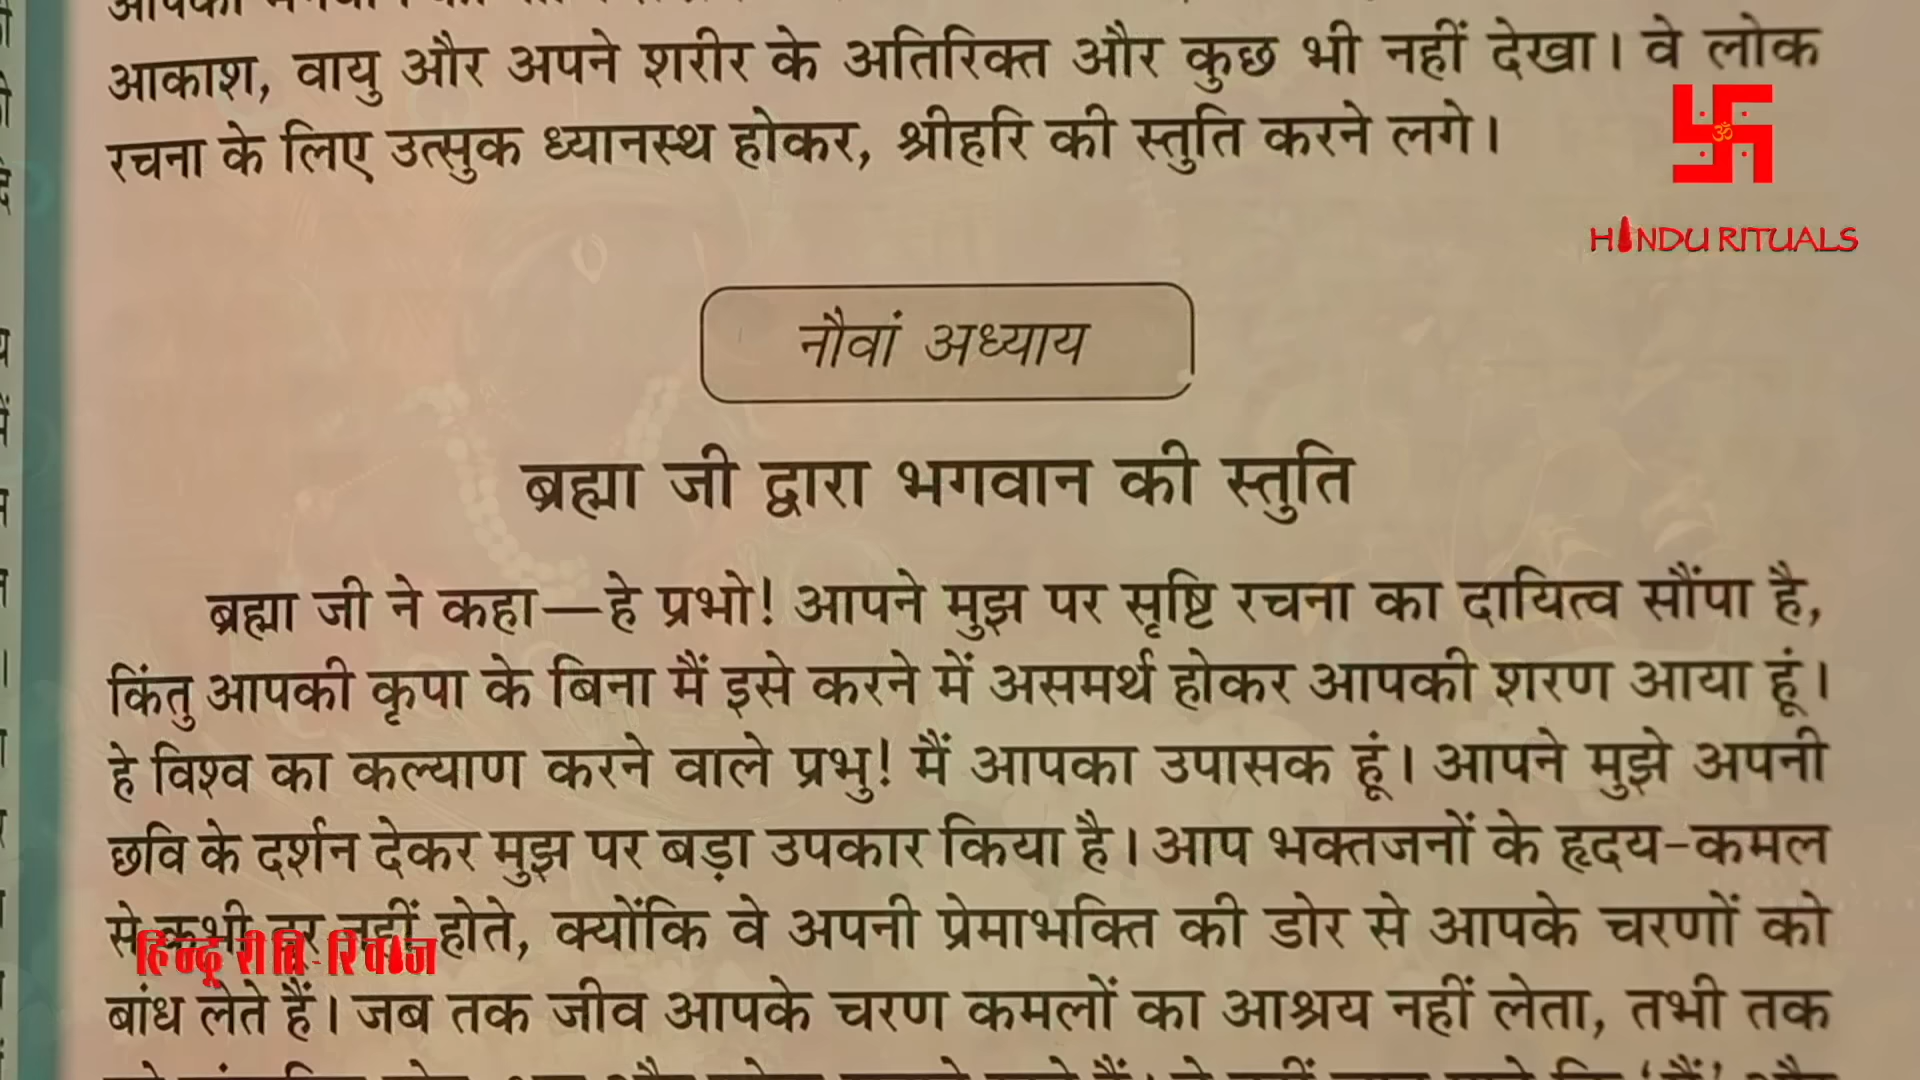 आकाश, वायु और अपने शरीर के अतिरिक्त और कुछ भी नहीं देखा। वे लोक
रचना के लिए उत्सुक ध्यानस्थ होकर, श्रीहरि की स्तुति करने लगे।
ॐ
HINDU RITUALS
नौवां अध्याय
ब्रह्मा जी द्वारा भगवान की स्तुति
ब्रह्मा जी ने कहा—हे प्रभो! आपने मुझ पर सृष्टि रचना का दायित्व सौंपा है,
किंतु आपकी कृपा के बिना मैं इसे करने में असमर्थ होकर आपकी शरण आया हूं।
हे विश्व का कल्याण करने वाले प्रभु! मैं आपका उपासक हूं। आपने मुझे अपनी
छवि के दर्शन देकर मुझ पर बड़ा उपकार किया है। आप भक्तजनों के हृदय-कमल
से कभी दूर नहीं होते, क्योंकि वे अपनी प्रेमाभक्ति की डोर से आपके चरणों को
हिन्दू रीति-रिवाज
बांध लेते हैं। जब तक जीव आपके चरण कमलों का आश्रय नहीं लेता, तभी तक